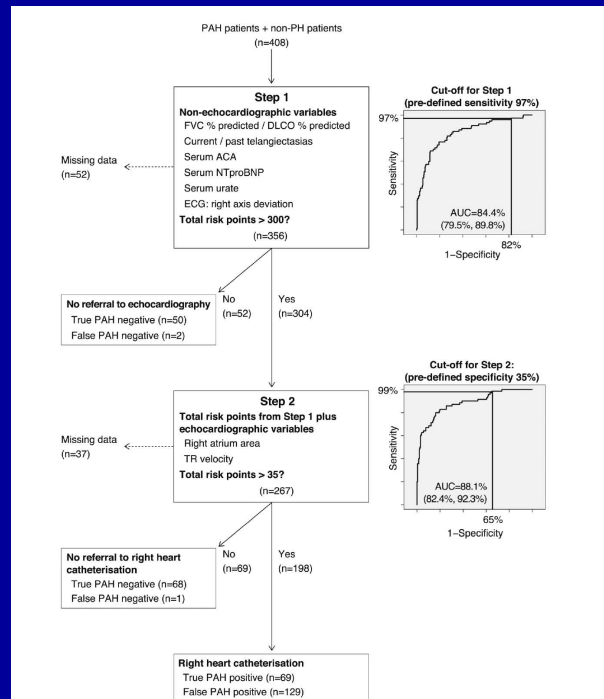 PAH patients + non-PH patients
(n=408)
Step 1
Non-echocardiographic variables
FVC % predicted / DLCO % predicted
Current / past telangiectasias
Serum ACA
Serum NTproBNP
Serum urate
ECG: right axis deviation
Total risk points > 300?
(n=356)
Missing data
(n=52)
Cut-off for Step 1
(pre-defined sensitivity 97%)
97%
Sensitivity
AUC=84.4%
(79.5%, 89.8%)
82%
1−Specificity
No
(n=52)
Yes
(n=304)
No referral to echocardiography
True PAH negative (n=50)
False PAH negative (n=2)
Step 2
Total risk points from Step 1 plus
echocardiographic variables
Right atrium area
TR velocity
Total risk points > 35?
(n=267)
Missing data
(n=37)
Cut-off for Step 2:
(pre-defined specificity 35%)
99%
Sensitivity
AUC=88.1%
(82.4%, 92.3%)
65%
1−Specificity
No
(n=69)
Yes
(n=198)
No referral to right heart
catheterisation
True PAH negative (n=68)
False PAH negative (n=1)
Right heart catheterisation
True PAH positive (n=69)
False PAH positive (n=129)